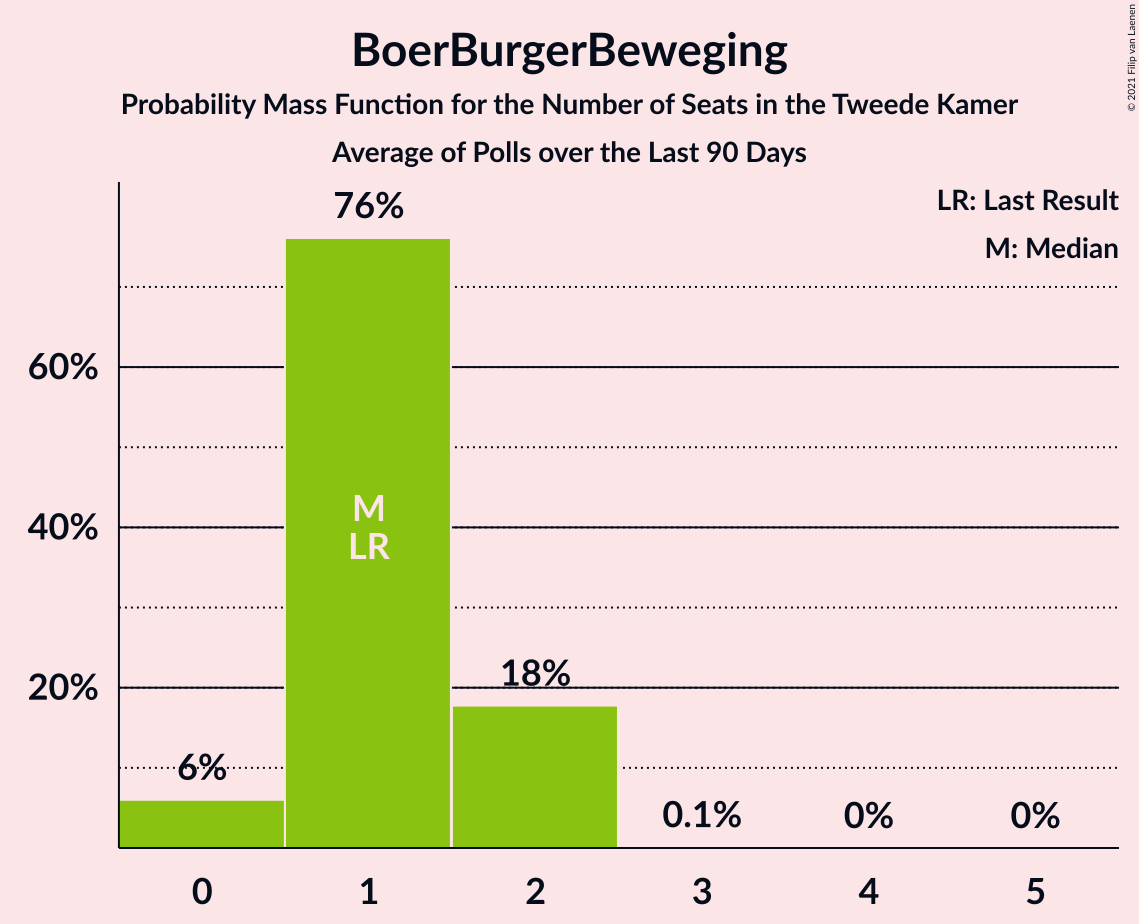 BoerBurgerBeweging
Probability Mass Function for the Number of Seats in the Tweede Kamer
Average of Polls over the Last 90 Days
© 2021 Filip van Laenen
LR: Last Result
M: Median
76%
60%
M
40%
LR
18%
20%
6%
0.1%
0%
0%
0 1 2 3 4 5